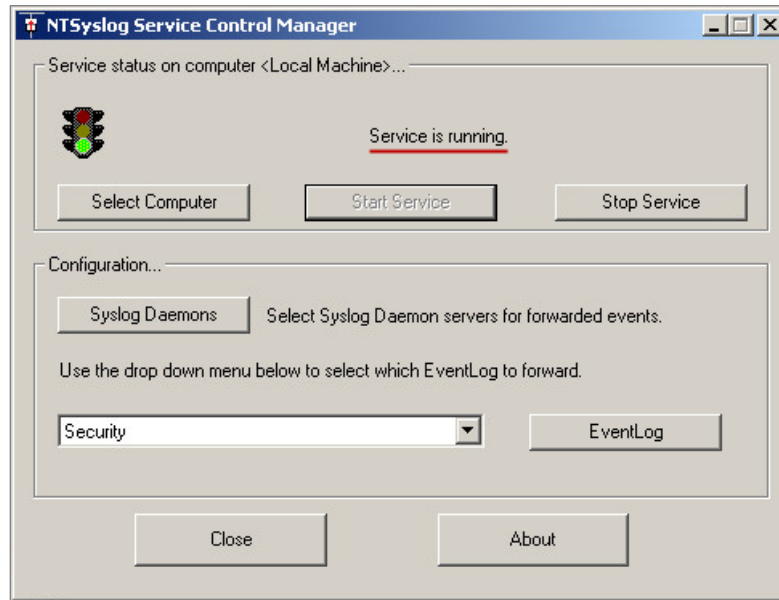 NTSyslog Service Control Manager
Service status on computer <Local Machine>...
Service is running.
Select Computer Start Service Stop Service
Configuration...
Syslog Daemons Select Syslog Daemon servers for forwarded events.
Use the drop down menu below to select which EventLog to forward.
Security EventLog
Close About